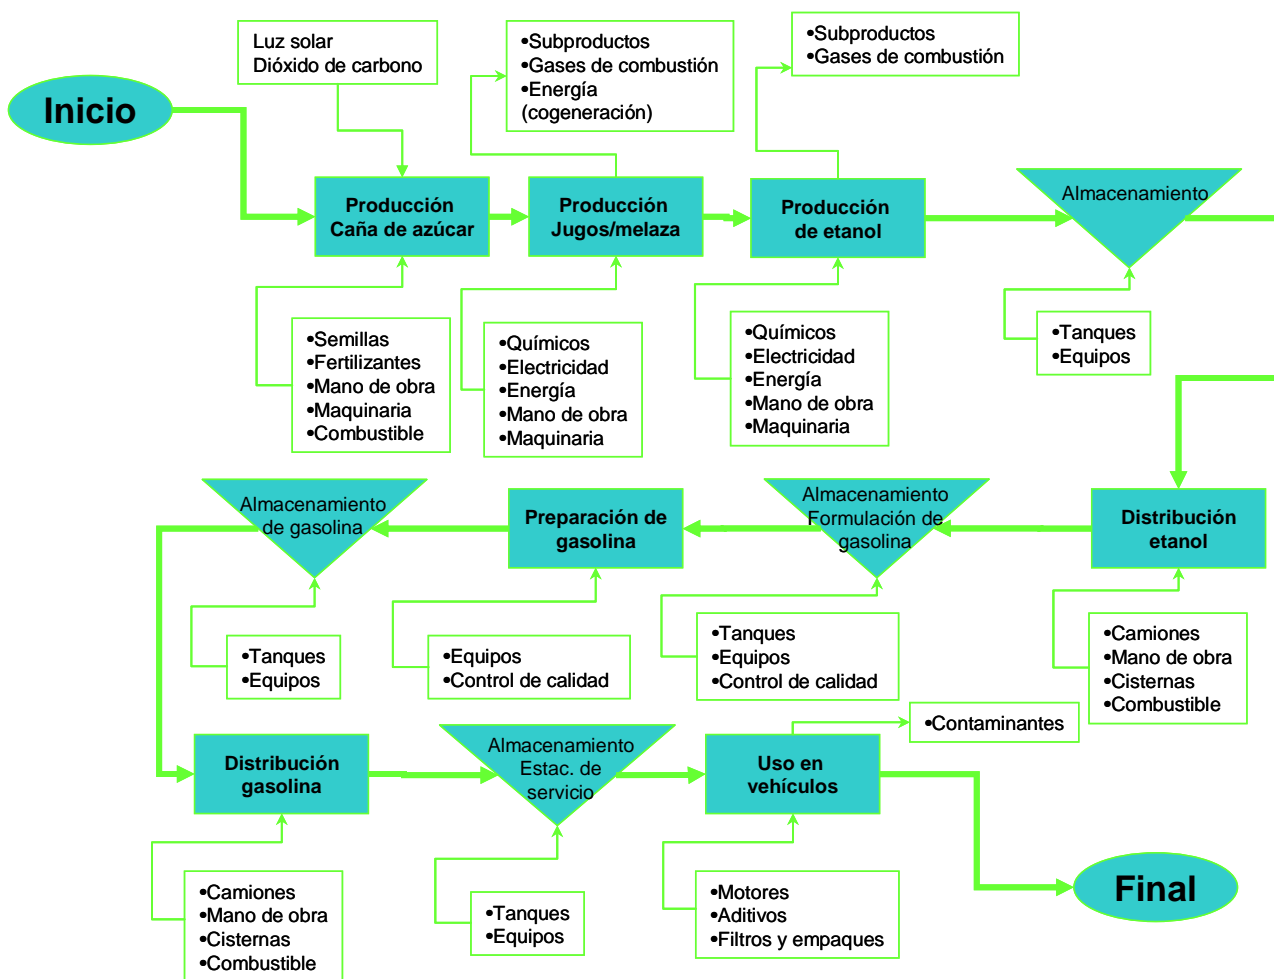 Luz solar
Dióxido de carbono
•Subproductos
•Gases de combustión
•Energía
(cogeneración)
•Subproductos
•Gases de combustión
Inicio
Producción
Caña de azúcar
Producción
Jugos/melaza
Producción
de etanol
Almacenamiento
•Semillas
•Fertilizantes
•Mano de obra
•Maquinaria
•Combustible
•Químicos
•Electricidad
•Energía
•Mano de obra
•Maquinaria
•Químicos
•Electricidad
•Energía
•Mano de obra
•Maquinaria
•Tanques
•Equipos
Almacenamiento
de gasolina
Preparación de
gasolina
Almacenamiento
Formulación de
gasolina
Distribución
etanol
•Tanques
•Equipos
•Equipos
•Control de calidad
•Tanques
•Equipos
•Control de calidad
•Camiones
•Mano de obra
•Cisternas
•Combustible
Distribución
gasolina
Almacenamiento
Estac. de
servicio
Uso en
vehículos
•Contaminantes
•Camiones
•Mano de obra
•Cisternas
•Combustible
•Tanques
•Equipos
•Motores
•Aditivos
•Filtros y empaques
Final